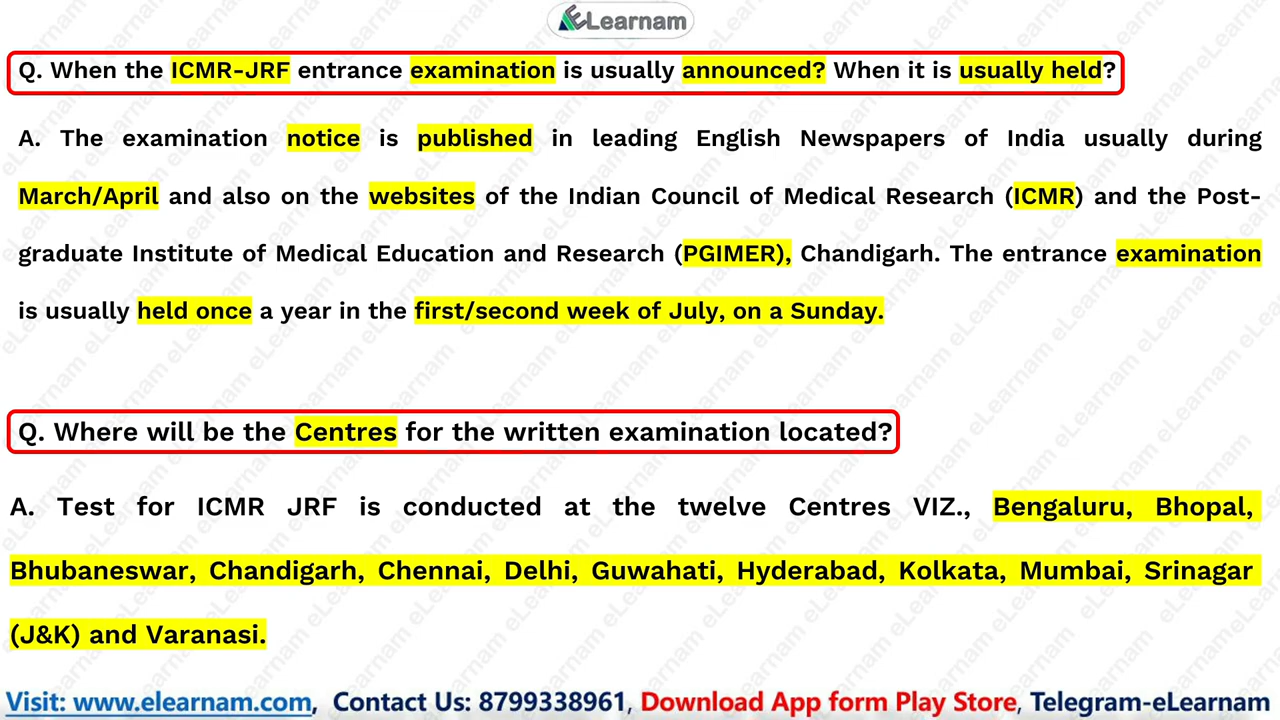 eLearnam
Q. When the ICMR-JRF entrance examination is usually announced? When it is usually held?
A. The examination notice is published in leading English Newspapers of India usually during
March/April and also on the websites of the Indian Council of Medical Research (ICMR) and the Post-
graduate Institute of Medical Education and Research (PGIMER), Chandigarh. The entrance examination
is usually held once a year in the first/second week of July, on a Sunday.
Q. Where will be the Centres for the written examination located?
A. Test for ICMR JRF is conducted at the twelve Centres VIZ., Bengaluru, Bhopal,
Bhubaneswar, Chandigarh, Chennai, Delhi, Guwahati, Hyderabad, Kolkata, Mumbai, Srinagar
(J&K) and Varanasi.
Visit: www.elearnam.com, Contact Us: 8799338961, Download App form Play Store, Telegram-eLearnam